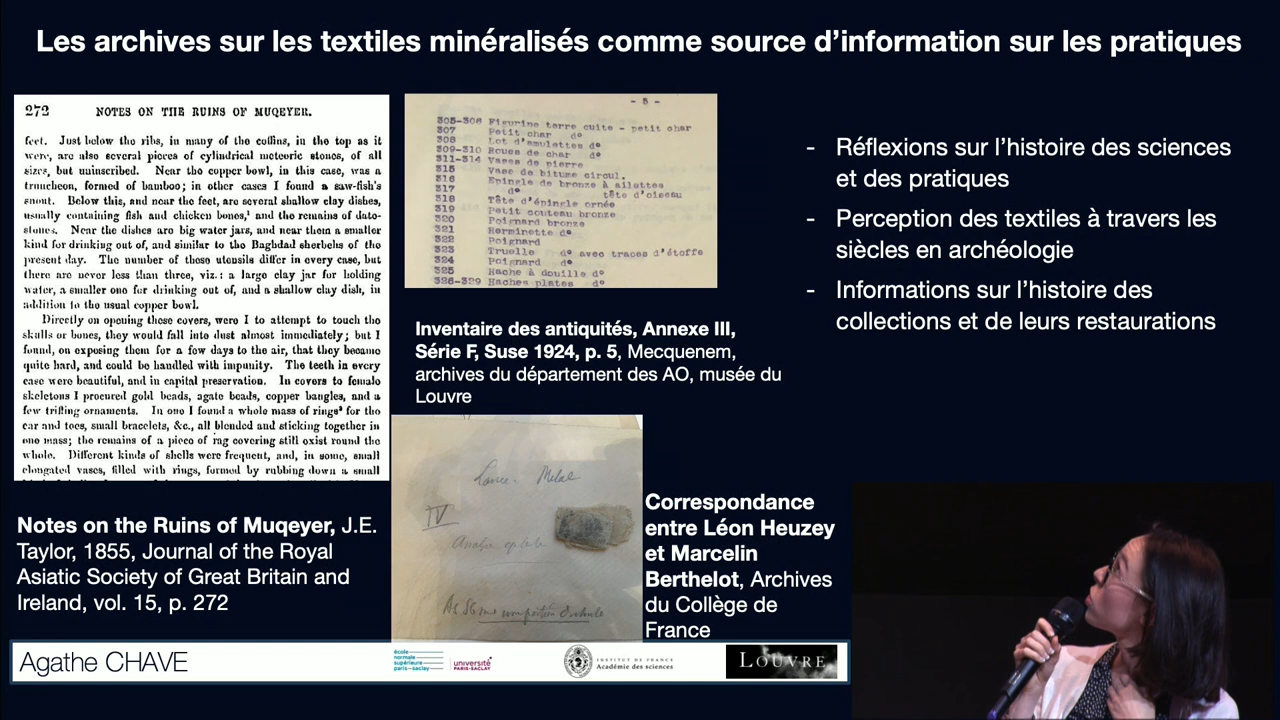 Les archives sur les textiles minéralisés comme source d'information sur les pratiques
272 NOTES ON THE RUINS OF MUQEYER.
feet. Just below the ribs, in many of the coffins, in the top as it
were, are also several pieces of cylindrical meteoric stones, of all
sizes, but uninscribed. Near the copper bowl, in this case, was a
truncheon, formed of bamboo; in other cases I found a saw-fish's
snout. Below this, and near the feet, are several shallow clay dishes,
usually containing fish and chicken bones,¹ and the remains of date-
stones. Near the dishes are big water jars, and near them a smaller
kind for drinking out of, and similar to the Baghdad sherbehs of the
present day. The number of these utensils differ in every case, but
there are never less than three, viz.: a large clay jar for holding
water, a smaller one for drinking out of, and a shallow clay dish, in
addition to the usual copper bowl.
Directly on opening these covers, were I to attempt to touch the
skulls or bones, they would fall into dust almost immediately; but I
found, on exposing them for a few days to the air, that they became
quite hard, and could be handled with impunity. The teeth in every
case were beautiful, and in capital preservation. In covers to female
skeletons I procured gold beads, agate beads, copper bangles, and a
few trifling ornaments. In one I found a whole mass of rings² for the
ear and toes, small bracelets, &c., all blended and sticking together in
one mass; the remains of a piece of rag covering still exist round the
whole. Different kinds of shells were frequent, and, in some, small
elongated vases, filled with rings, formed by rubbing down a small
Notes on the Ruins of Muqeyer, J.E.
Taylor, 1855, Journal of the Royal
Asiatic Society of Great Britain and
Ireland, vol. 15, p. 272
- 5 -
305-306 Figurine terre cuite - petit char
307 Petit char d°
308 Lot d'amulettes d°
309-310 Roues de char d°
311-314 Vases de pierre
315 Vase de bitume circul.
316 Epingle de bronze à ailettes
317 d° tête d'oiseau
318 Tête d'épingle ornée
319 Petit couteau bronze
320 Poignard bronze
321 Herminette d°
322 Poignard
323 Truelle d° avec traces d'étoffe
324 Poignard d°
325 Hache à douille d°
326-329 Haches plates d°
Inventaire des antiquités, Annexe III,
Série F, Suse 1924, p. 5, Mecquenem,
archives du département des AO, musée du
Louvre
IV
Correspondance
entre Léon Heuzey
et Marcelin
Berthelot, Archives
du Collège de
France
- Réflexions sur l'histoire des sciences
et des pratiques
- Perception des textiles à travers les
siècles en archéologie
- Informations sur l'histoire des
collections et de leurs restaurations
Agathe CHAVE
école
normale
supérieure
paris-saclay
université
PARIS-SACLAY
INSTITUT DE FRANCE
Académie des sciences
LOUVRE